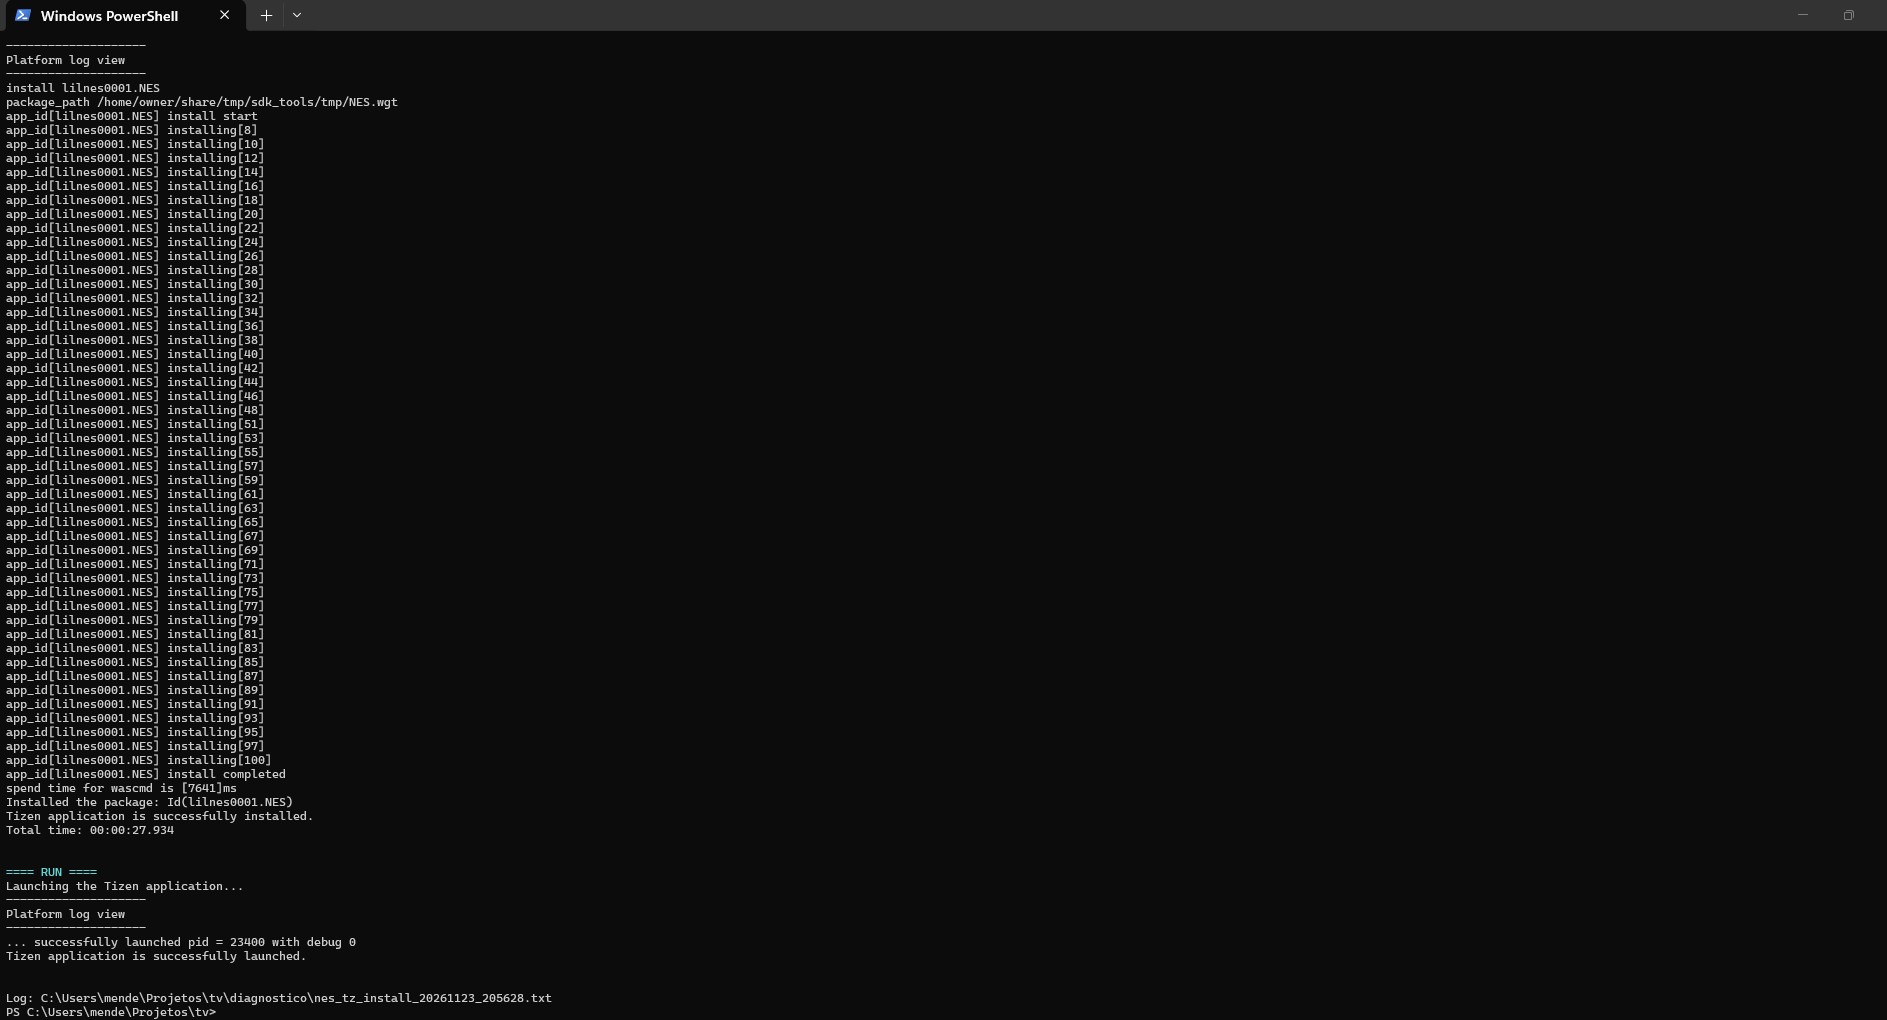 Windows PowerShell
--------------------
Platform log view
--------------------
install lilnes0001.NES
package_path /home/owner/share/tmp/sdk_tools/tmp/NES.wgt
app_id[lilnes0001.NES] install start
app_id[lilnes0001.NES] installing[8]
app_id[lilnes0001.NES] installing[10]
app_id[lilnes0001.NES] installing[12]
app_id[lilnes0001.NES] installing[14]
app_id[lilnes0001.NES] installing[16]
app_id[lilnes0001.NES] installing[18]
app_id[lilnes0001.NES] installing[20]
app_id[lilnes0001.NES] installing[22]
app_id[lilnes0001.NES] installing[24]
app_id[lilnes0001.NES] installing[26]
app_id[lilnes0001.NES] installing[28]
app_id[lilnes0001.NES] installing[30]
app_id[lilnes0001.NES] installing[32]
app_id[lilnes0001.NES] installing[34]
app_id[lilnes0001.NES] installing[36]
app_id[lilnes0001.NES] installing[38]
app_id[lilnes0001.NES] installing[40]
app_id[lilnes0001.NES] installing[42]
app_id[lilnes0001.NES] installing[44]
app_id[lilnes0001.NES] installing[46]
app_id[lilnes0001.NES] installing[48]
app_id[lilnes0001.NES] installing[51]
app_id[lilnes0001.NES] installing[53]
app_id[lilnes0001.NES] installing[55]
app_id[lilnes0001.NES] installing[57]
app_id[lilnes0001.NES] installing[59]
app_id[lilnes0001.NES] installing[61]
app_id[lilnes0001.NES] installing[63]
app_id[lilnes0001.NES] installing[65]
app_id[lilnes0001.NES] installing[67]
app_id[lilnes0001.NES] installing[69]
app_id[lilnes0001.NES] installing[71]
app_id[lilnes0001.NES] installing[73]
app_id[lilnes0001.NES] installing[75]
app_id[lilnes0001.NES] installing[77]
app_id[lilnes0001.NES] installing[79]
app_id[lilnes0001.NES] installing[81]
app_id[lilnes0001.NES] installing[83]
app_id[lilnes0001.NES] installing[85]
app_id[lilnes0001.NES] installing[87]
app_id[lilnes0001.NES] installing[89]
app_id[lilnes0001.NES] installing[91]
app_id[lilnes0001.NES] installing[93]
app_id[lilnes0001.NES] installing[95]
app_id[lilnes0001.NES] installing[97]
app_id[lilnes0001.NES] installing[100]
app_id[lilnes0001.NES] install completed
spend time for wascmd is [7641]ms
Installed the package: Id(lilnes0001.NES)
Tizen application is successfully installed.
Total time: 00:00:27.934
==== RUN ====
Launching the Tizen application...
--------------------
Platform log view
--------------------
... successfully launched pid = 23400 with debug 0
Tizen application is successfully launched.
Log: C:\Users\mende\Projetos\tv\diagnostico\nes_tz_install_20261123_205628.txt
PS C:\Users\mende\Projetos\tv>